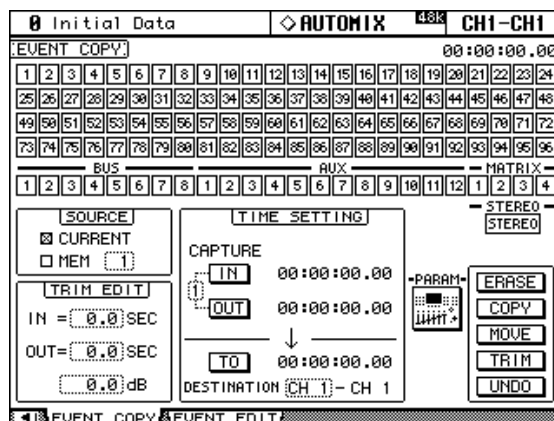 0 Initial Data ◇AUTOMIX 48k CH1-CH1
EVENT COPY 00:00:00.00
1 2 3 4 5 6 7 8 9 10 11 12 13 14 15 16 17 18 19 20 21 22 23 24
25 26 27 28 29 30 31 32 33 34 35 36 37 38 39 40 41 42 43 44 45 46 47 48
49 50 51 52 53 54 55 56 57 58 59 60 61 62 63 64 65 66 67 68 69 70 71 72
73 74 75 76 77 78 79 80 81 82 83 84 85 86 87 88 89 90 91 92 93 94 95 96
BUS AUX MATRIX
1 2 3 4 5 6 7 8 1 2 3 4 5 6 7 8 9 10 11 12 1 2 3 4
STEREO
STEREO
SOURCE
CURRENT
MEM 1
TRIM EDIT
IN = 0.0 SEC
OUT= 0.0 SEC
0.0 dB
TIME SETTING
CAPTURE
1
IN 00:00:00.00
OUT 00:00:00.00
↓
TO 00:00:00.00
DESTINATION CH 1 - CH 1
PARAM
ERASE
COPY
MOVE
TRIM
UNDO
EVENT COPY EVENT EDIT